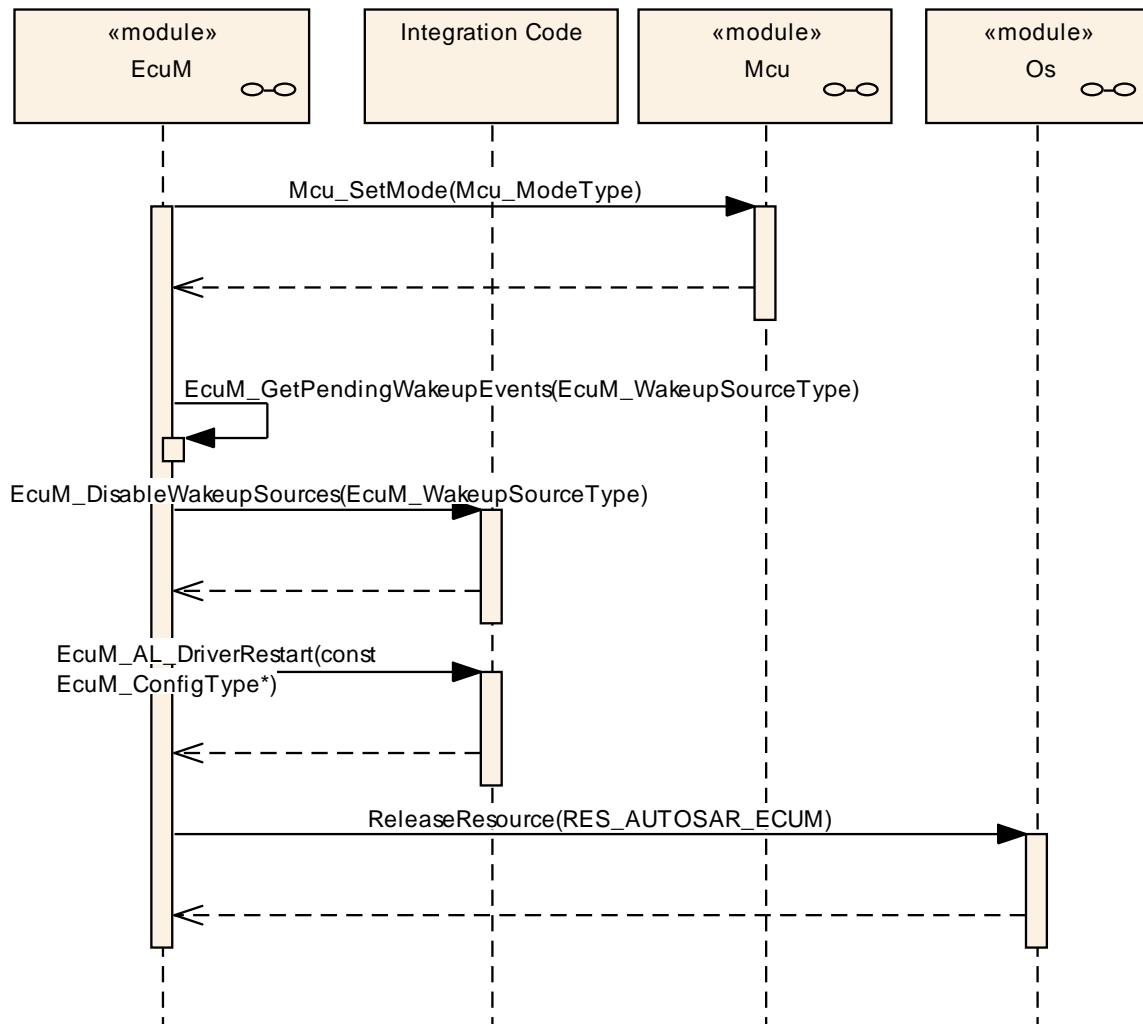 «module»
EcuM
Integration Code
«module»
Mcu
«module»
Os
Mcu_SetMode(Mcu_ModeType)
EcuM_GetPendingWakeupEvents(EcuM_WakeupSourceType)
EcuM_DisableWakeupSources(EcuM_WakeupSourceType)
EcuM_AL_DriverRestart(const
EcuM_ConfigType*)
ReleaseResource(RES_AUTOSAR_ECUM)